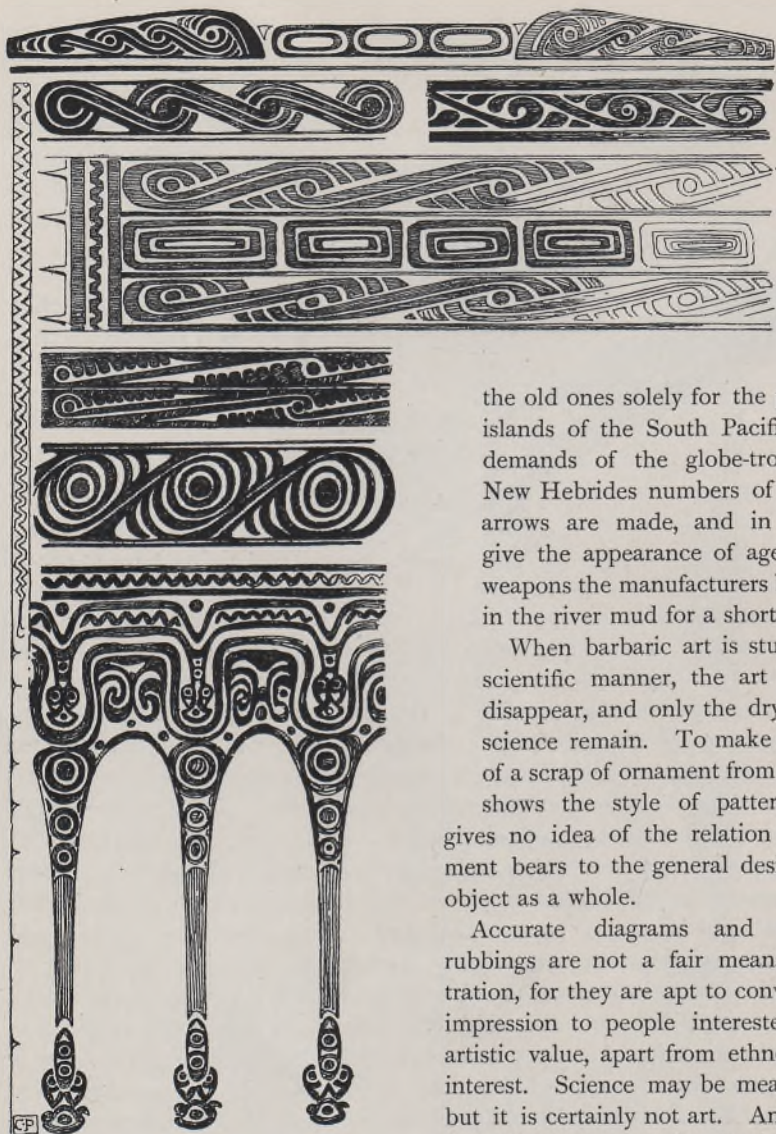 the old ones solely for the
islands of the South Pacifi
demands of the globe-tro
New Hebrides numbers of
arrows are made, and in
give the appearance of age
weapons the manufacturers
in the river mud for a short
When barbaric art is stu
scientific manner, the art
disappear, and only the dry
science remain. To make
of a scrap of ornament from
shows the style of patter
gives no idea of the relation
ment bears to the general des
object as a whole.
Accurate diagrams and
rubbings are not a fair mean
tration, for they are apt to conv
impression to people intereste
artistic value, apart from ethn
interest. Science may be mea
but it is certainly not art. An
C·P